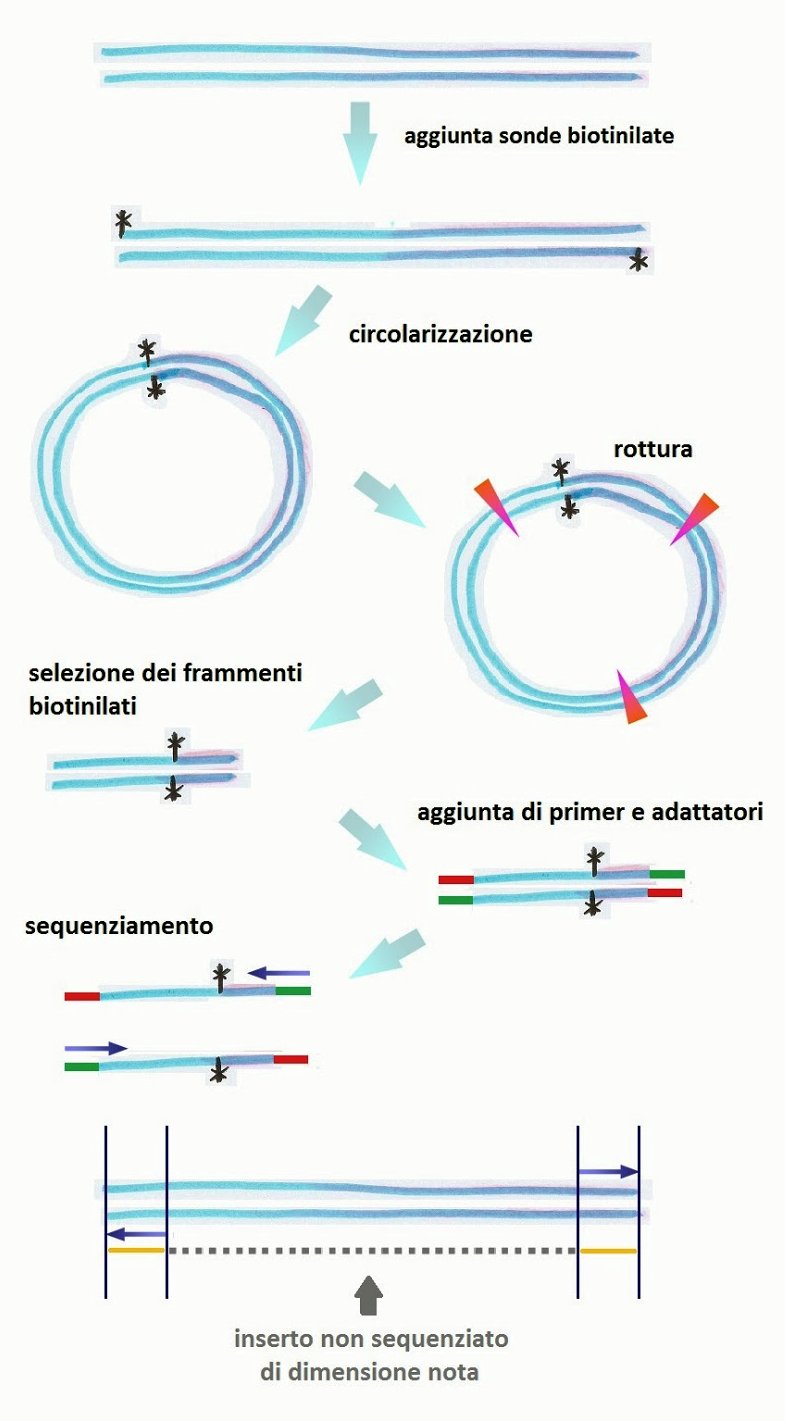 aggiunta sonde biotinilate
circolarizzazione
rottura
selezione dei frammenti
biotinilati
aggiunta di primer e adattatori
sequenziamento
inserto non sequenziato
di dimensione nota